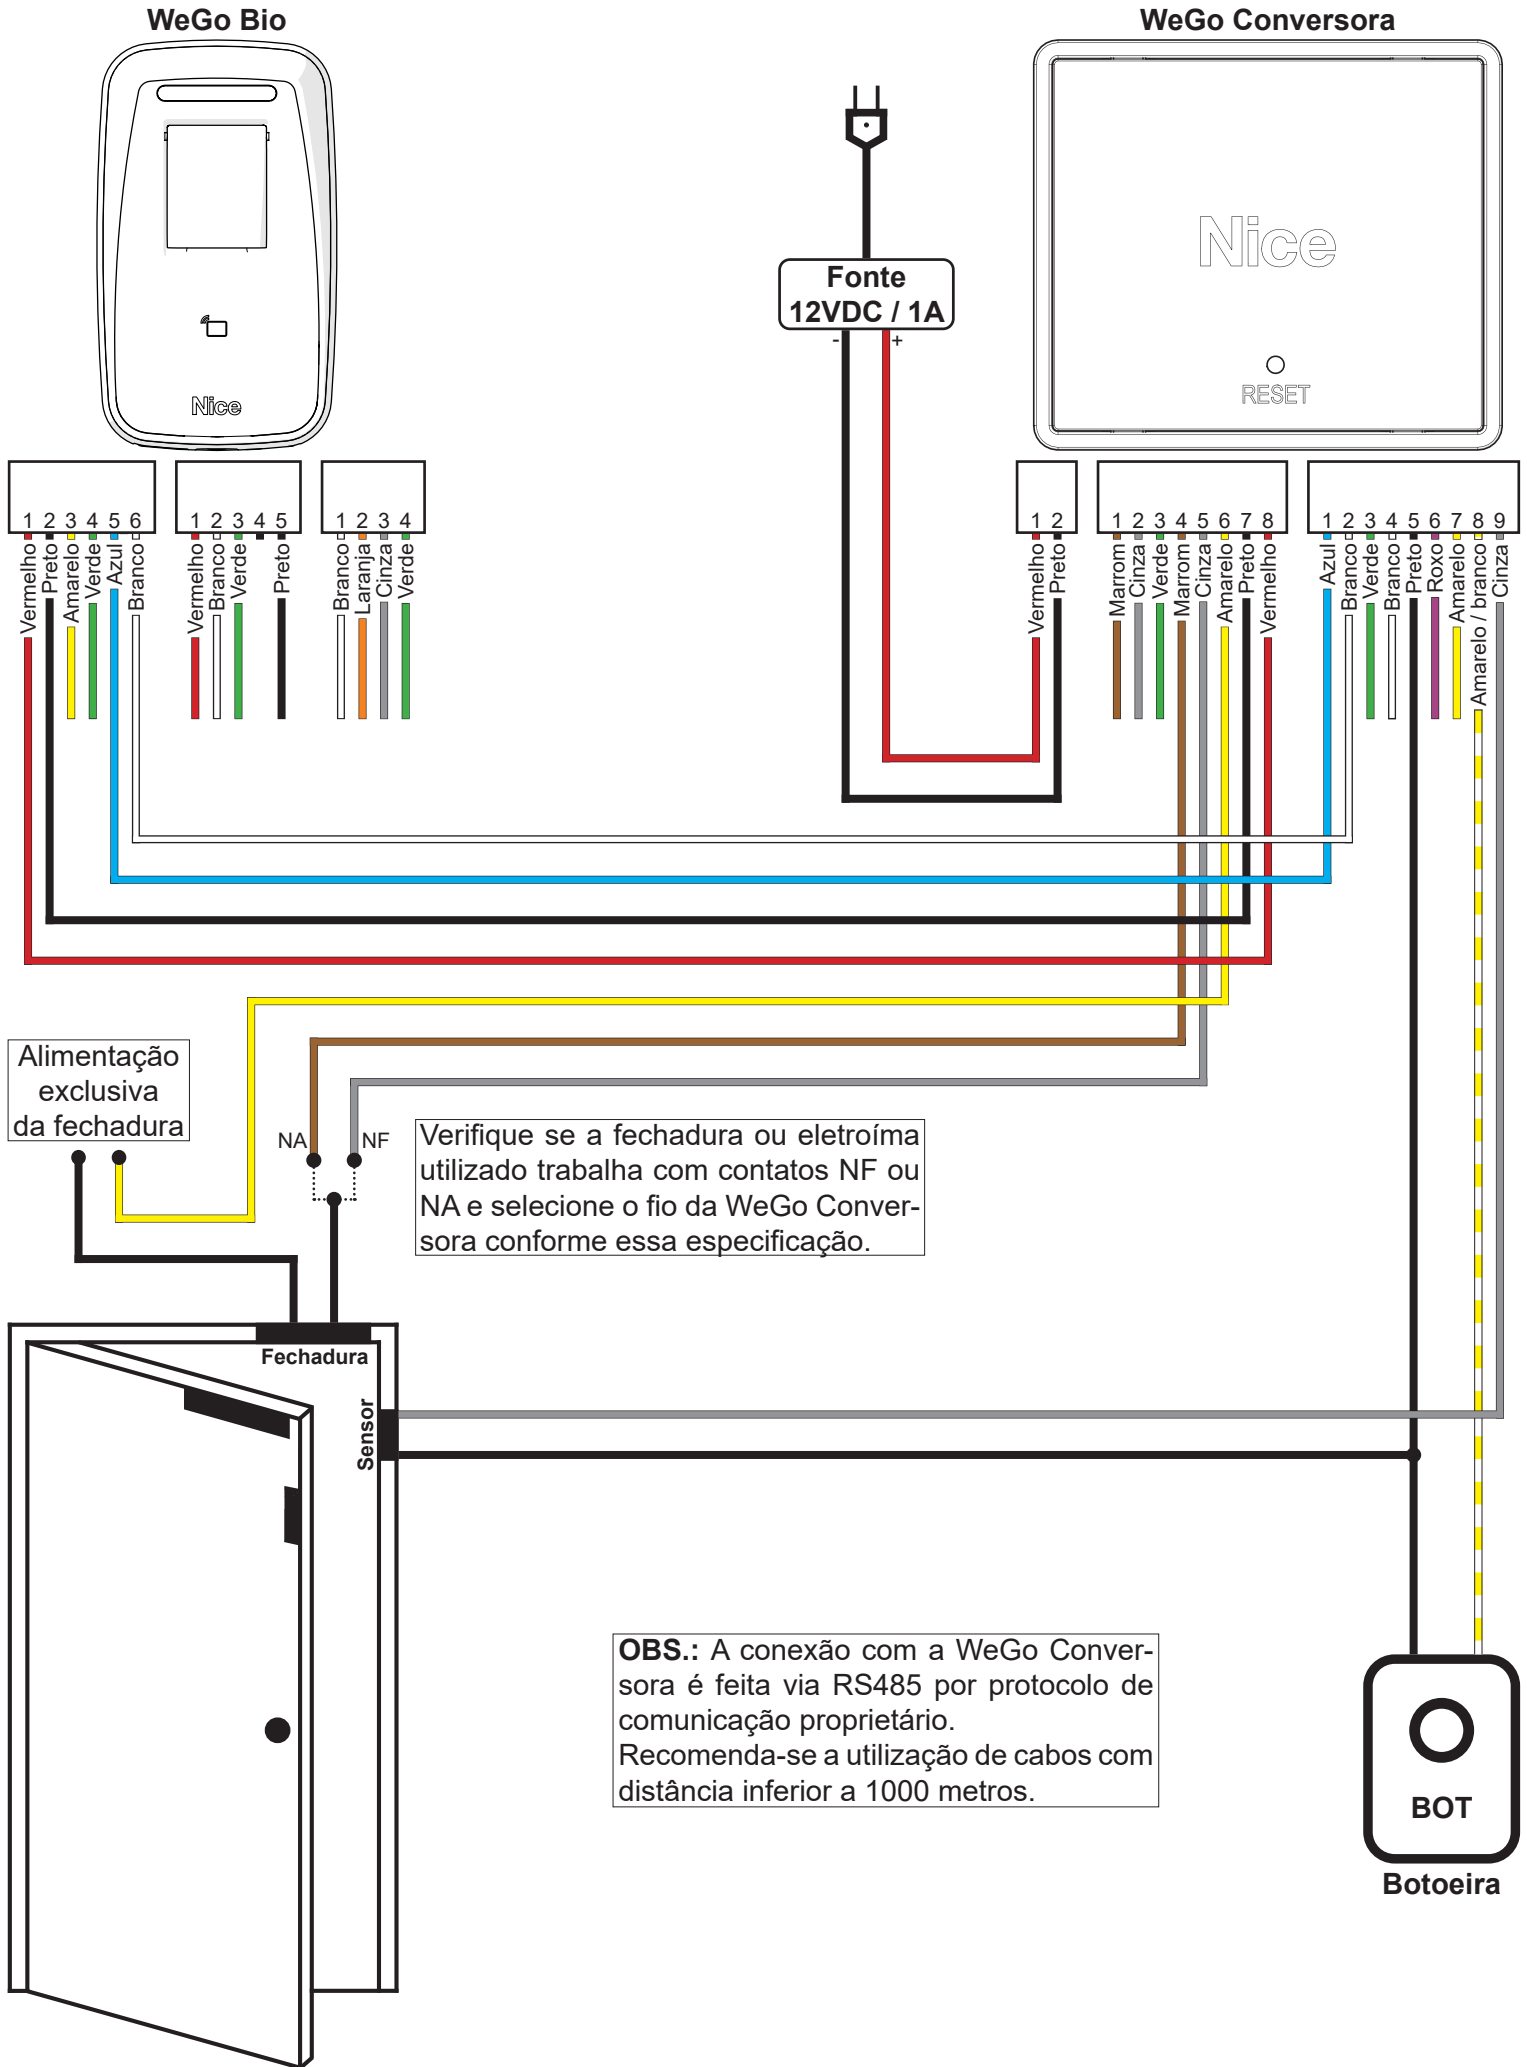 WeGo Bio
WeGo Conversora
Nice
Fonte
12VDC / 1A
- +
RESET
Nice
1 2 3 4 5 6
1 2 3 4 5
1 2 3 4
1 2
1 2 3 4 5 6 7 8
1 2 3 4 5 6 7 8 9
Vermelho
Preto
Amarelo
Verde
Azul
Branco
Vermelho
Branco
Verde
Preto
Branco
Laranja
Cinza
Verde
Vermelho
Preto
Marrom
Cinza
Verde
Marrom
Cinza
Amarelo
Preto
Vermelho
Azul
Branco
Verde
Branco
Preto
Roxo
Amarelo
Amarelo / branco
Cinza
Alimentação
exclusiva
da fechadura
NA
NF
Verifique se a fechadura ou eletroíma
utilizado trabalha com contatos NF ou
NA e selecione o fio da WeGo Conver-
sora conforme essa especificação.
Fechadura
Sensor
OBS.: A conexão com a WeGo Conver-
sora é feita via RS485 por protocolo de
comunicação proprietário.
Recomenda-se a utilização de cabos com
distância inferior a 1000 metros.
BOT
Botoeira